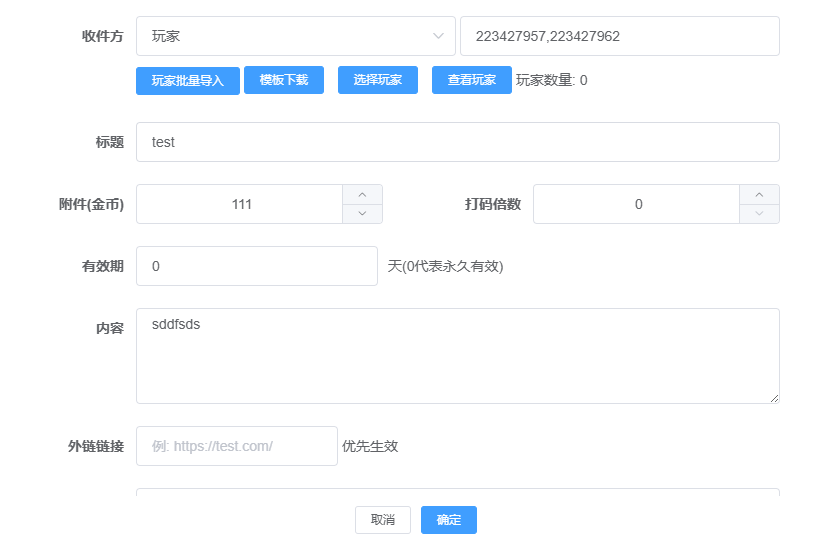 收件方 玩家 223427957,223427962
玩家批量导入 模板下载 选择玩家 查看玩家 玩家数量: 0
标题 test
附件(金币) 111 打码倍数 0
有效期 0 天(0代表永久有效)
内容 sddfsds
外链链接 例: https://test.com/ 优先生效
取消 确定